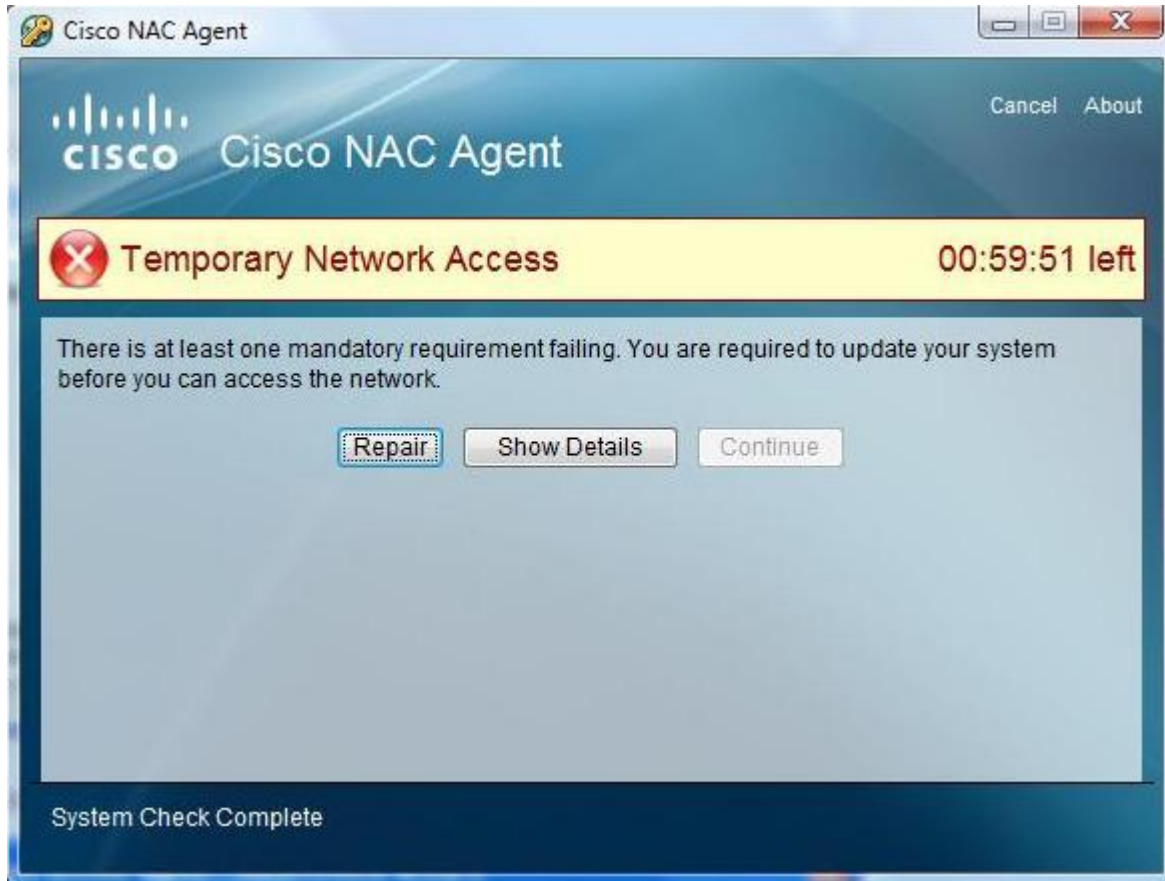 Cisco NAC Agent
Cancel About
CISCO Cisco NAC Agent
Temporary Network Access 00:59:51 left
There is at least one mandatory requirement failing. You are required to update your system
before you can access the network.
Repair Show Details Continue
System Check Complete